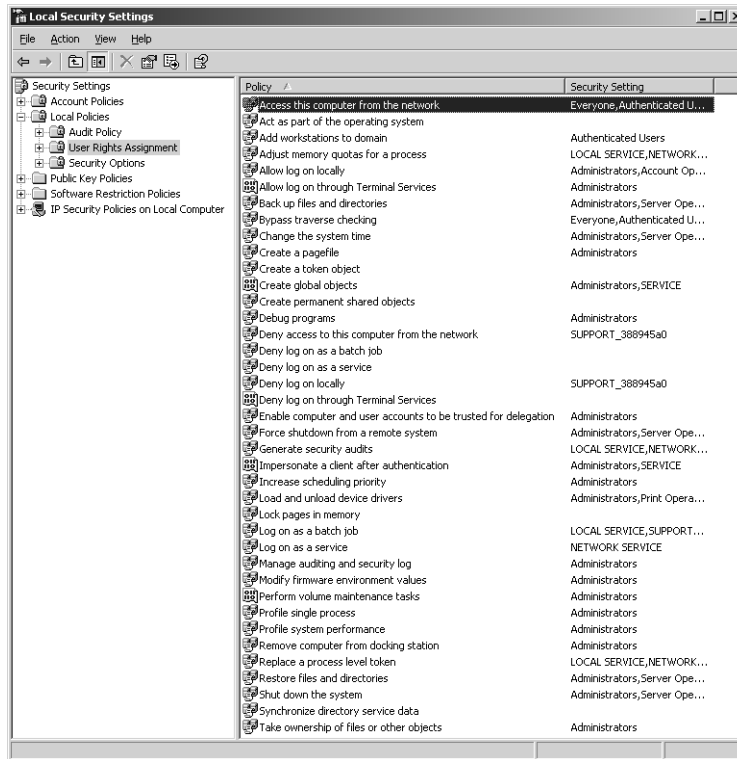 Local Security Settings
File Action View Help
Security Settings
Account Policies
Local Policies
Audit Policy
User Rights Assignment
Security Options
Public Key Policies
Software Restriction Policies
IP Security Policies on Local Computer
Policy Security Setting
Access this computer from the network Everyone,Authenticated U...
Act as part of the operating system
Add workstations to domain Authenticated Users
Adjust memory quotas for a process LOCAL SERVICE,NETWORK...
Allow log on locally Administrators,Account Op...
Allow log on through Terminal Services Administrators
Back up files and directories Administrators,Server Ope...
Bypass traverse checking Everyone,Authenticated U...
Change the system time Administrators,Server Ope...
Create a pagefile Administrators
Create a token object
Create global objects Administrators,SERVICE
Create permanent shared objects
Debug programs Administrators
Deny access to this computer from the network SUPPORT_388945a0
Deny log on as a batch job
Deny log on as a service
Deny log on locally SUPPORT_388945a0
Deny log on through Terminal Services
Enable computer and user accounts to be trusted for delegation Administrators
Force shutdown from a remote system Administrators,Server Ope...
Generate security audits LOCAL SERVICE,NETWORK...
Impersonate a client after authentication Administrators,SERVICE
Increase scheduling priority Administrators
Load and unload device drivers Administrators,Print Opera...
Lock pages in memory
Log on as a batch job LOCAL SERVICE,SUPPORT...
Log on as a service NETWORK SERVICE
Manage auditing and security log Administrators
Modify firmware environment values Administrators
Perform volume maintenance tasks Administrators
Profile single process Administrators
Profile system performance Administrators
Remove computer from docking station Administrators
Replace a process level token LOCAL SERVICE,NETWORK...
Restore files and directories Administrators,Server Ope...
Shut down the system Administrators,Server Ope...
Synchronize directory service data
Take ownership of files or other objects Administrators